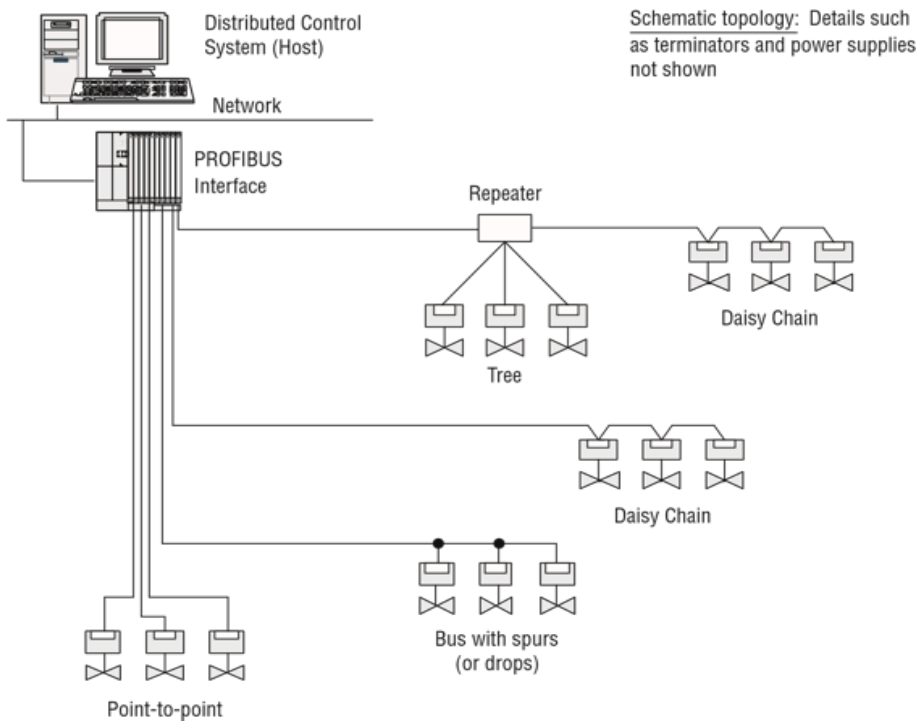 Distributed Control
System (Host)
Schematic topology: Details such
as terminators and power supplies
not shown
Network
PROFIBUS
Interface
Repeater
Daisy Chain
Tree
Daisy Chain
Bus with spurs
(or drops)
Point-to-point